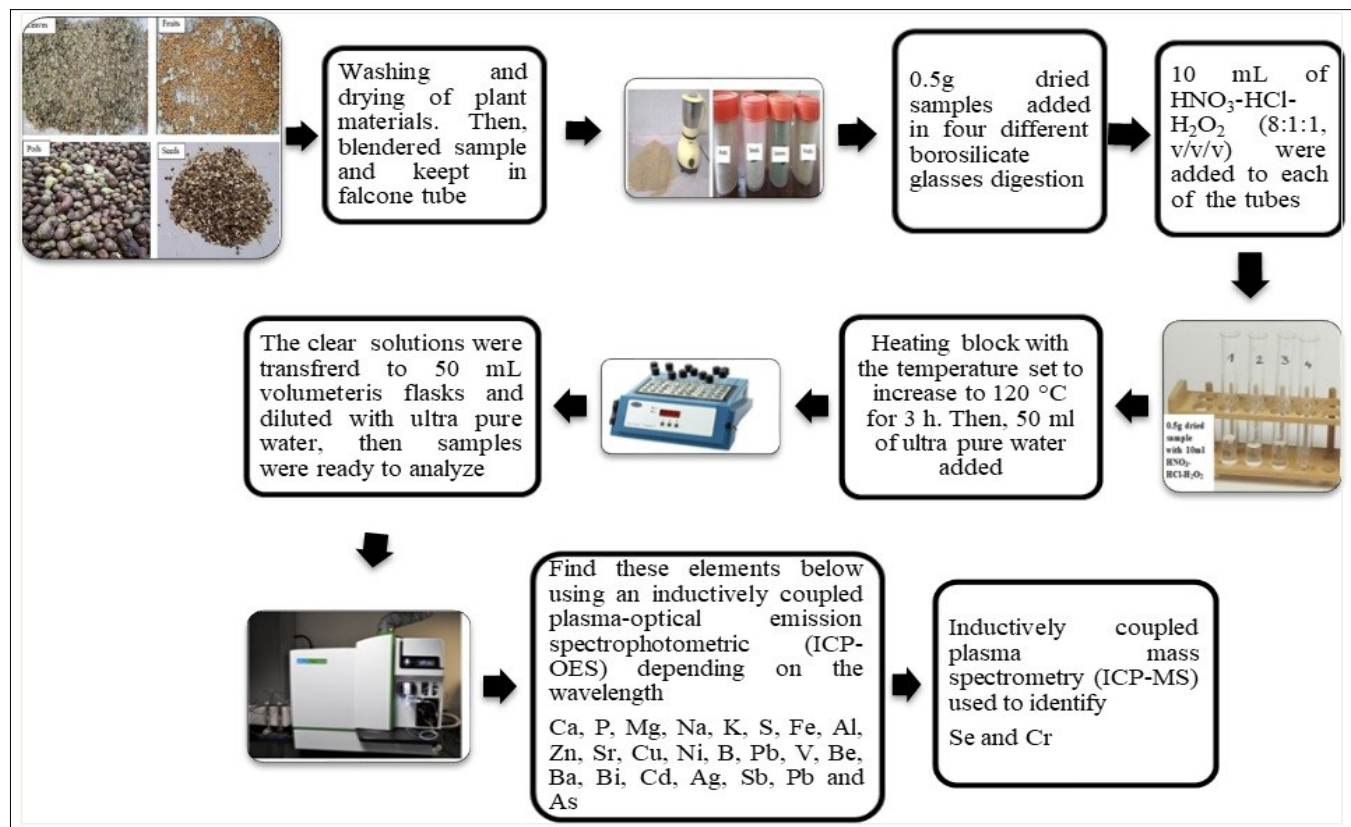 Leaves
Fruits
Pods
Seeds
Washing and
drying of plant
materials. Then,
blendered sample
and keept in
falcone tube
Pods
Seeds
Leaves
Fruits
0.5g dried
samples added
in four different
borosilicate
glasses digestion
10 mL of
HNO₃-HCl-
H₂O₂ (8:1:1,
v/v/v) were
added to each
of the tubes
1 2 3 4
0.5g dried
sample
with 10ml
HNO₃-
HCl-H₂O₂
Heating block with
the temperature set to
increase to 120 °C
for 3 h. Then, 50 ml
of ultra pure water
added
The clear solutions were
transfrerd to 50 mL
volumeteris flasks and
diluted with ultra pure
water, then samples
were ready to analyze
Find these elements below
using an inductively coupled
plasma-optical emission
spectrophotometric (ICP-
OES) depending on the
wavelength
Ca, P, Mg, Na, K, S, Fe, Al,
Zn, Sr, Cu, Ni, B, Pb, V, Be,
Ba, Bi, Cd, Ag, Sb, Pb and
As
Inductively coupled
plasma mass
spectrometry (ICP-MS)
used to identify
Se and Cr